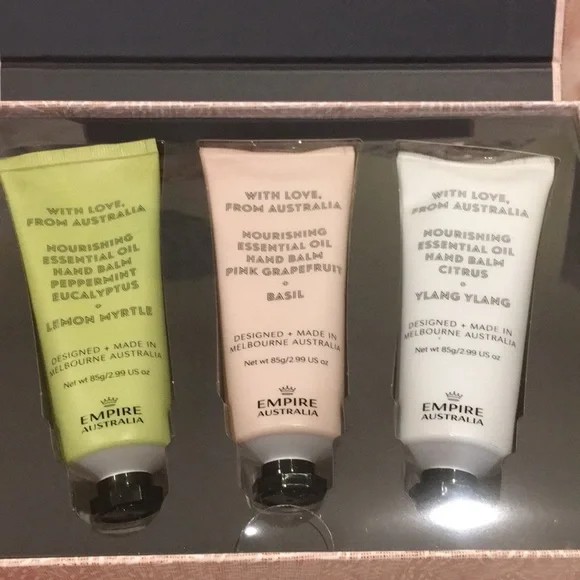 WITH LOVE,
FROM AUSTRALIA
NOURISHING
ESSENTIAL OIL
HAND BALM
PEPPERMINT
EUCALYPTUS
+
LEMON MYRTLE
DESIGNED + MADE IN
MELBOURNE AUSTRALIA
Net wt 85g/2.99 US oz
EMPIRE
AUSTRALIA
WITH LOVE,
FROM AUSTRALIA
NOURISHING
ESSENTIAL OIL
HAND BALM
PINK GRAPEFRUIT
+
BASIL
DESIGNED + MADE IN
MELBOURNE AUSTRALIA
Net wt 85g/2.99 US oz
EMPIRE
AUSTRALIA
WITH LOVE,
FROM AUSTRALIA
NOURISHING
ESSENTIAL OIL
HAND BALM
CITRUS
+
YLANG YLANG
DESIGNED + MADE IN
MELBOURNE AUSTRALIA
Net wt 85g/2.99 US oz
EMPIRE
AUSTRALIA